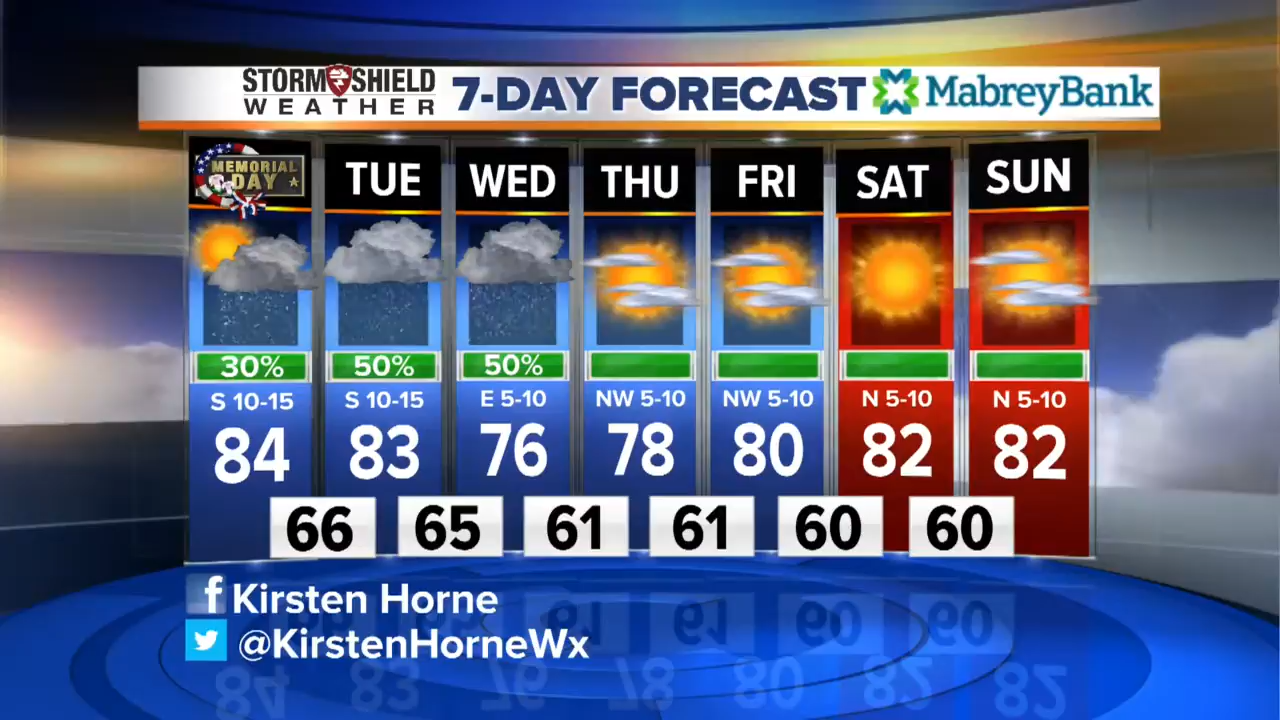 STORM SHIELD
WEATHER
7-DAY FORECAST
MabreyBank
MEMORIAL
DAY
TUE
WED
THU
FRI
SAT
SUN
30%
50%
50%
S 10-15
S 10-15
E 5-10
NW 5-10
NW 5-10
N 5-10
N 5-10
84
83
76
78
80
82
82
66
65
61
61
60
60
f Kirsten Horne
@KirstenHorneWx